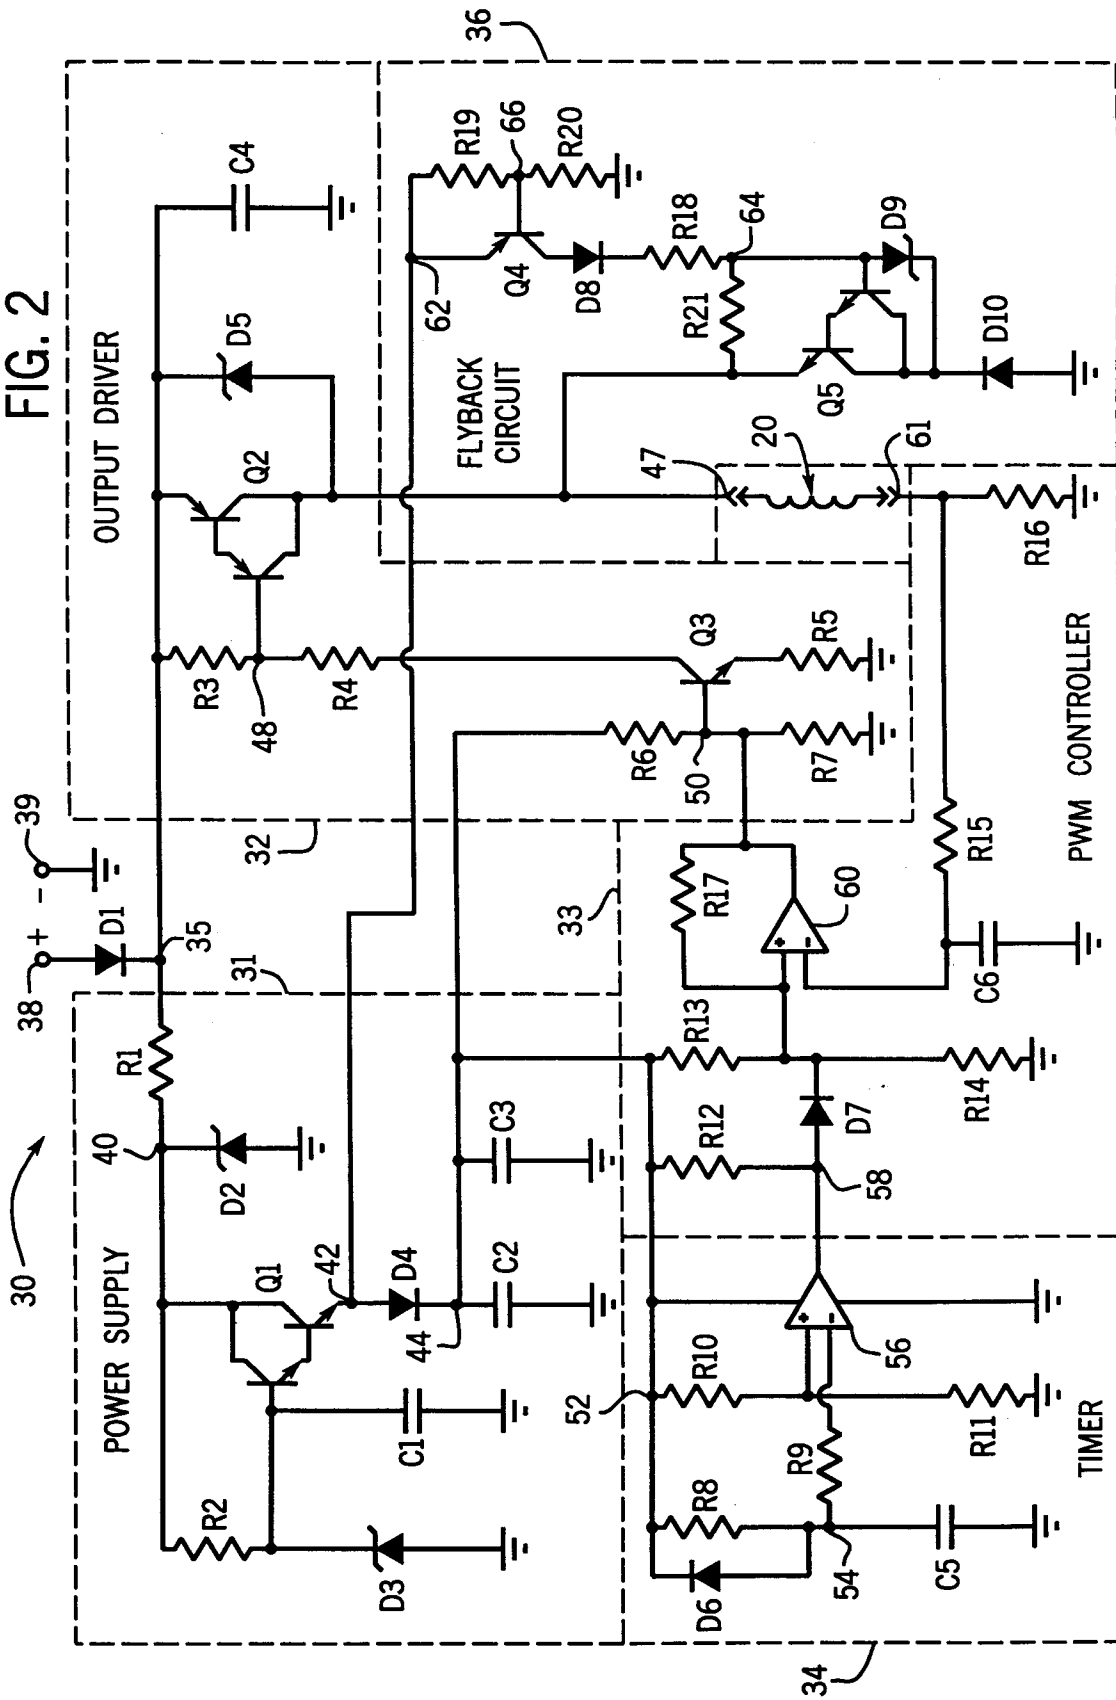 FIG. 2
30
38
+
-
39
D1
35
31
32
33
34
36
POWER SUPPLY
R1
40
D2
R2
Q1
42
D4
44
C1
C2
C3
D3
OUTPUT DRIVER
R3
48
R4
Q2
D5
C4
R6
50
R7
Q3
R5
FLYBACK
CIRCUIT
62
Q4
66
R19
R20
D8
R18
64
R21
Q5
D9
D10
47
20
61
R16
TIMER
52
D6
R8
54
C5
R9
R10
R11
+
-
56
PWM CONTROLLER
R12
58
D7
R13
R14
R17
+
-
60
C6
R15